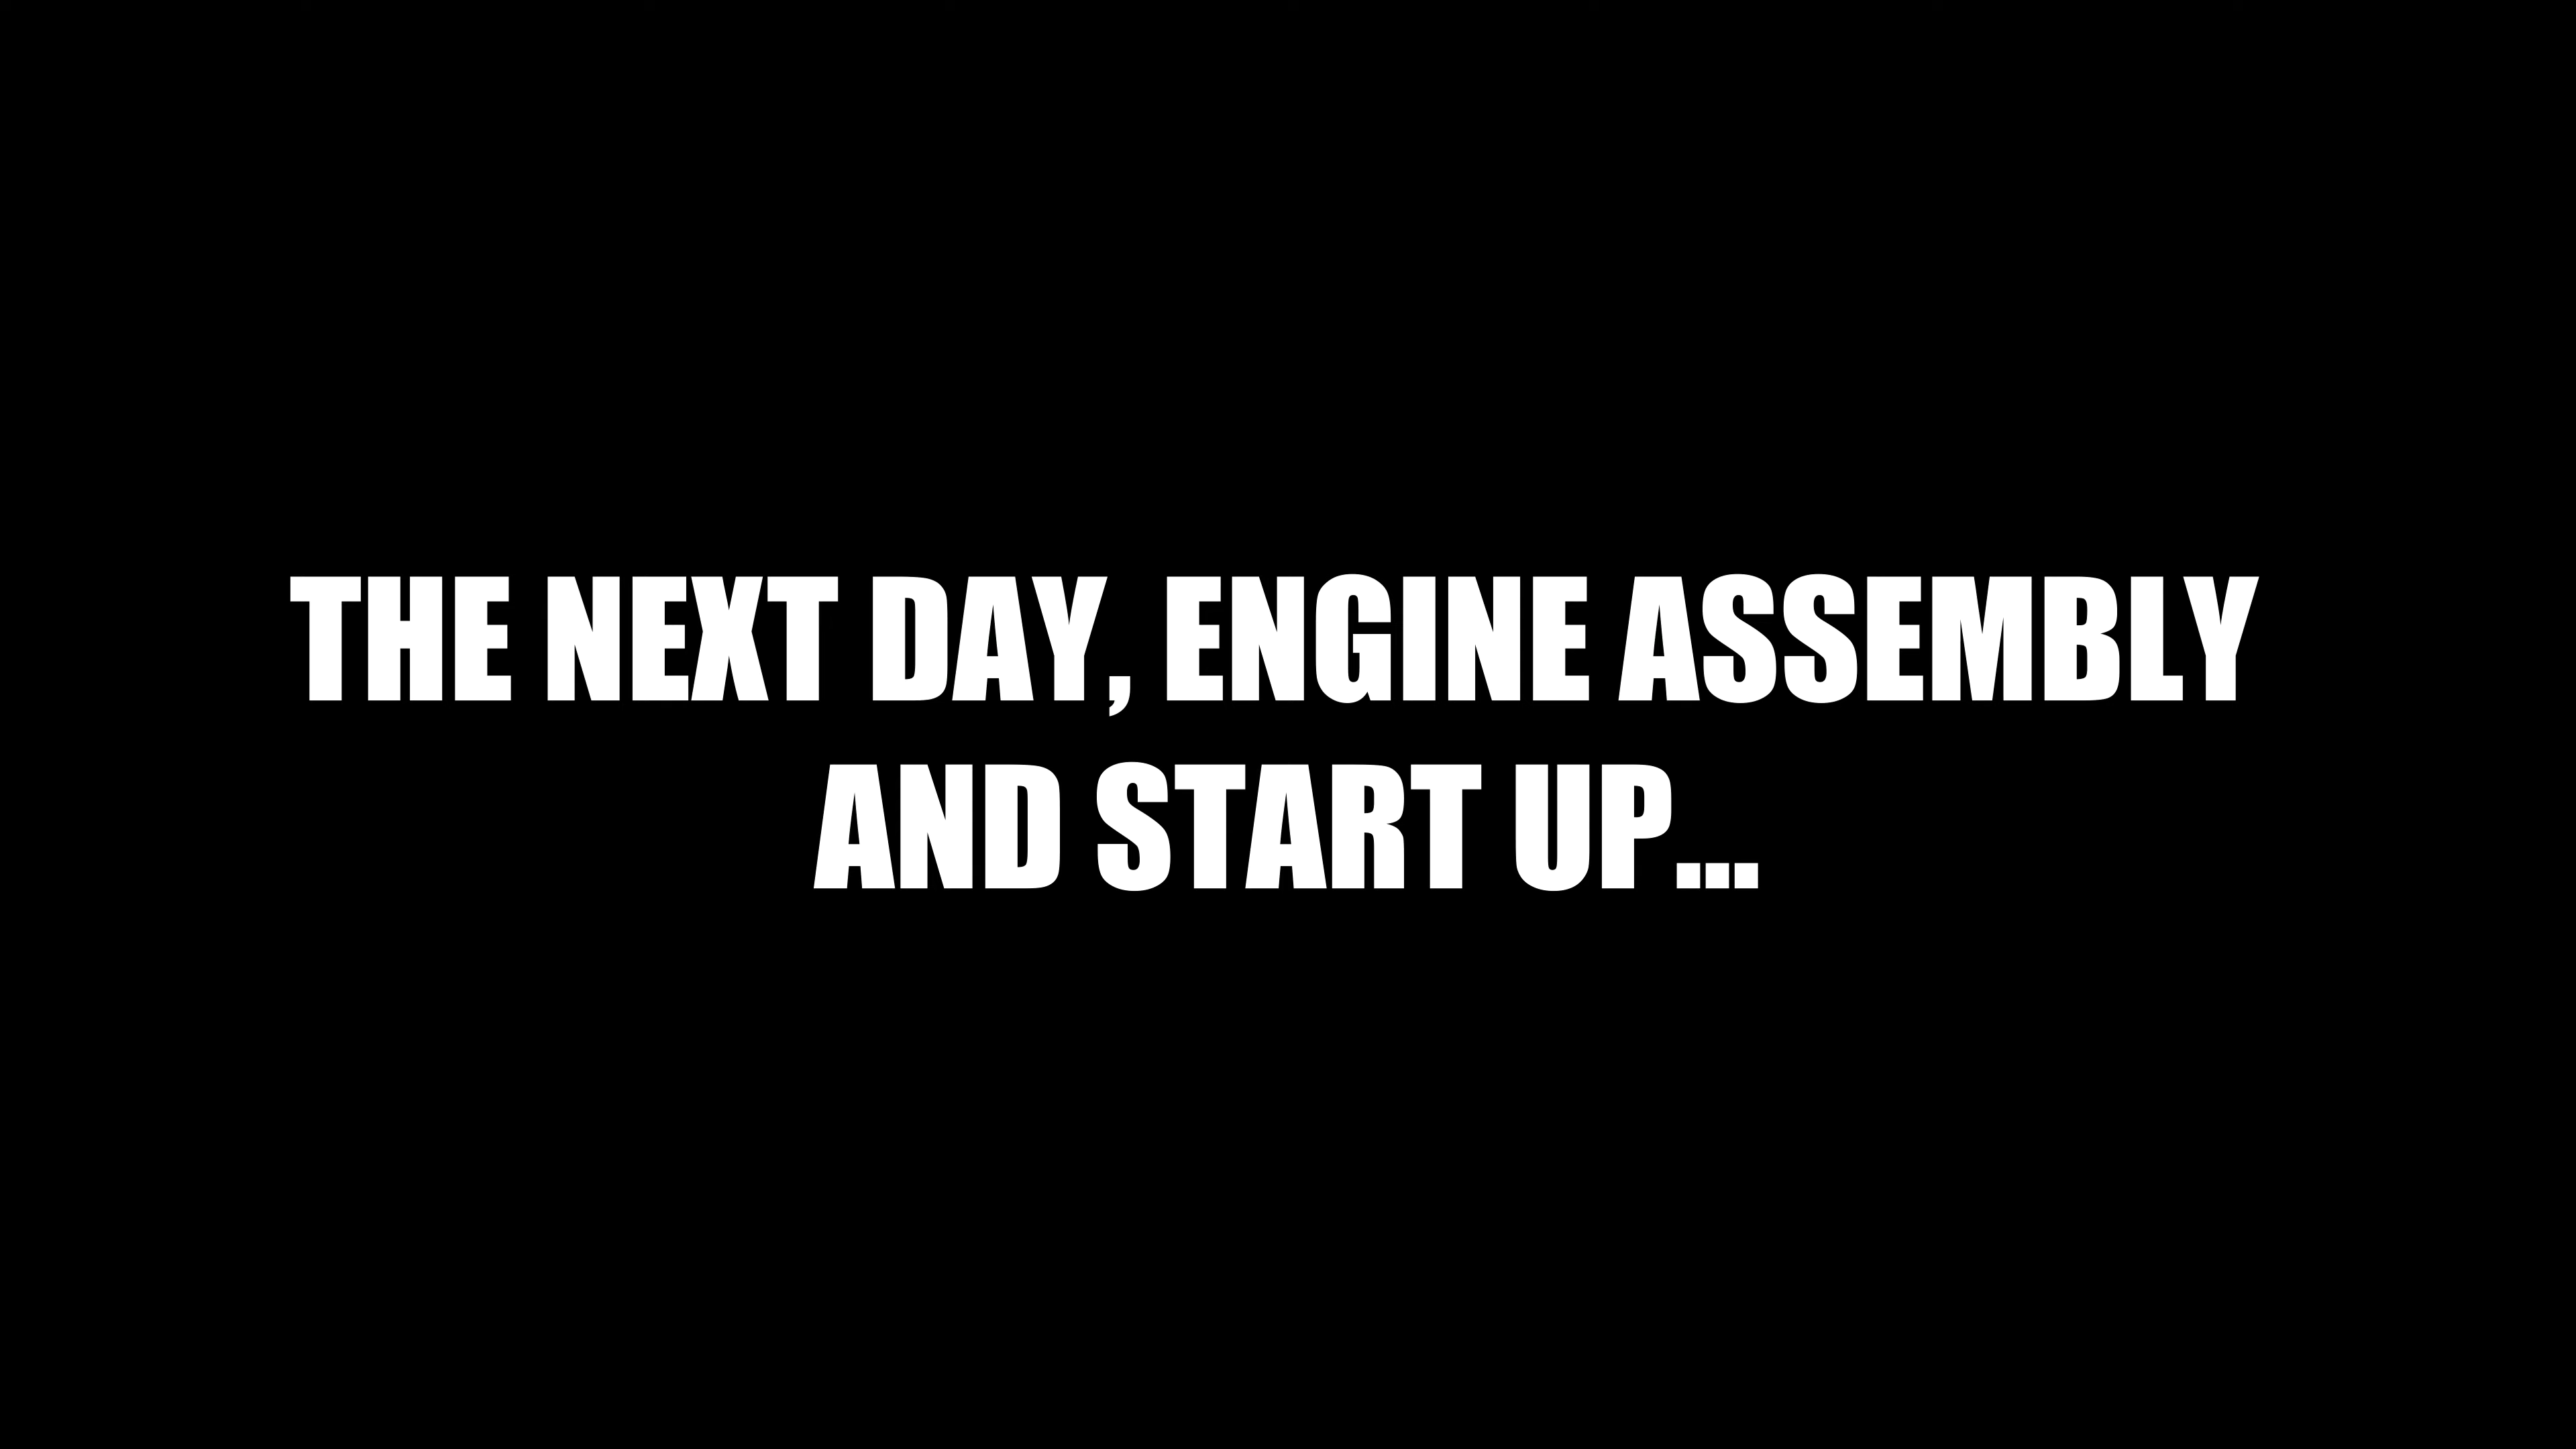 THE NEXT DAY, ENGINE ASSEMBLY
AND START UP...